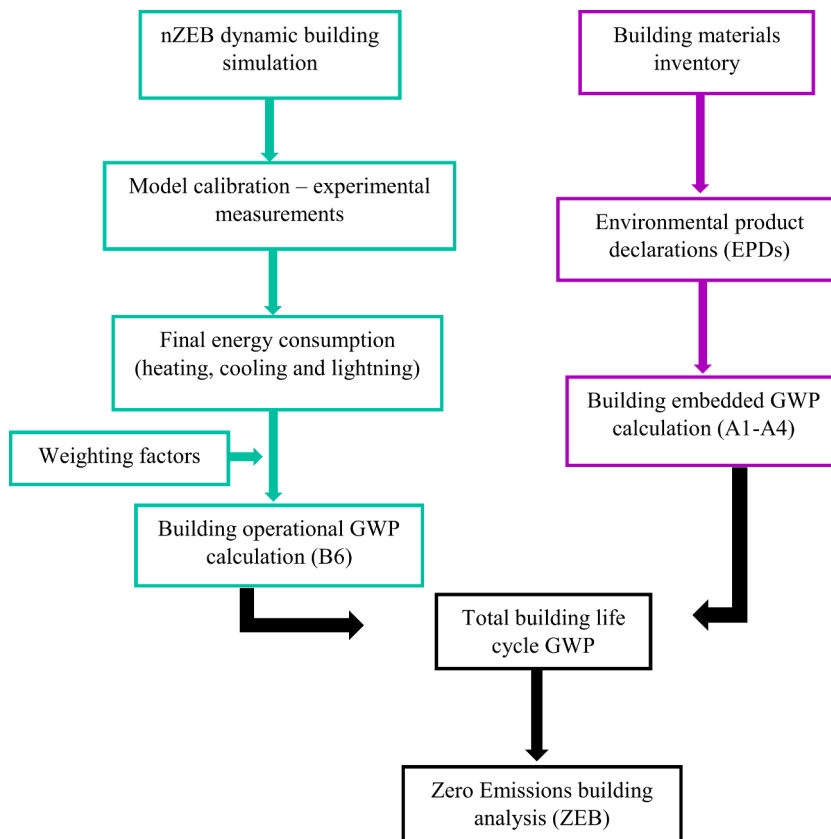 nZEB dynamic building
simulation
Model calibration – experimental
measurements
Final energy consumption
(heating, cooling and lightning)
Weighting factors
Building operational GWP
calculation (B6)
Building materials
inventory
Environmental product
declarations (EPDs)
Building embedded GWP
calculation (A1-A4)
Total building life
cycle GWP
Zero Emissions building
analysis (ZEB)